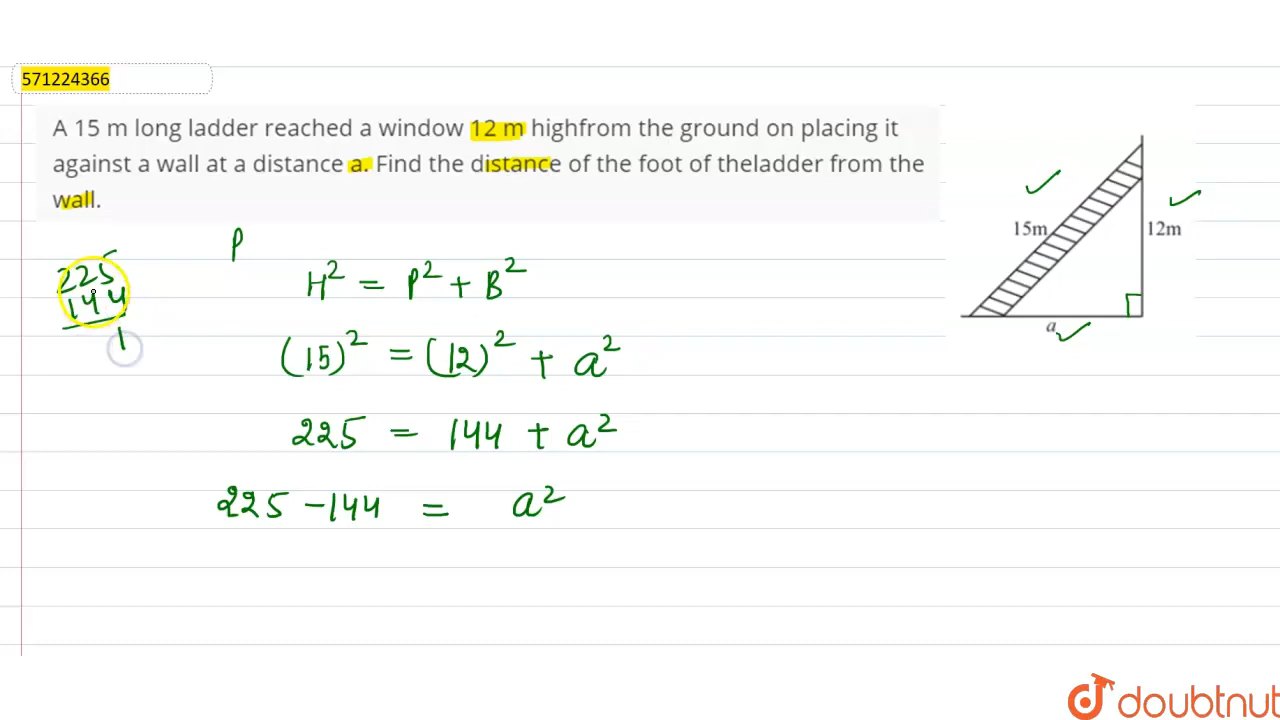 571224366
A 15 m long ladder reached a window 12 m highfrom the ground on placing it
against a wall at a distance a. Find the distance of the foot of theladder from the
wall.
15m
12m
a
P
H² = P² + B²
225
144
1
(15)² = (12)² + a²
225 = 144 + a²
225 - 144 = a²
doubtnut